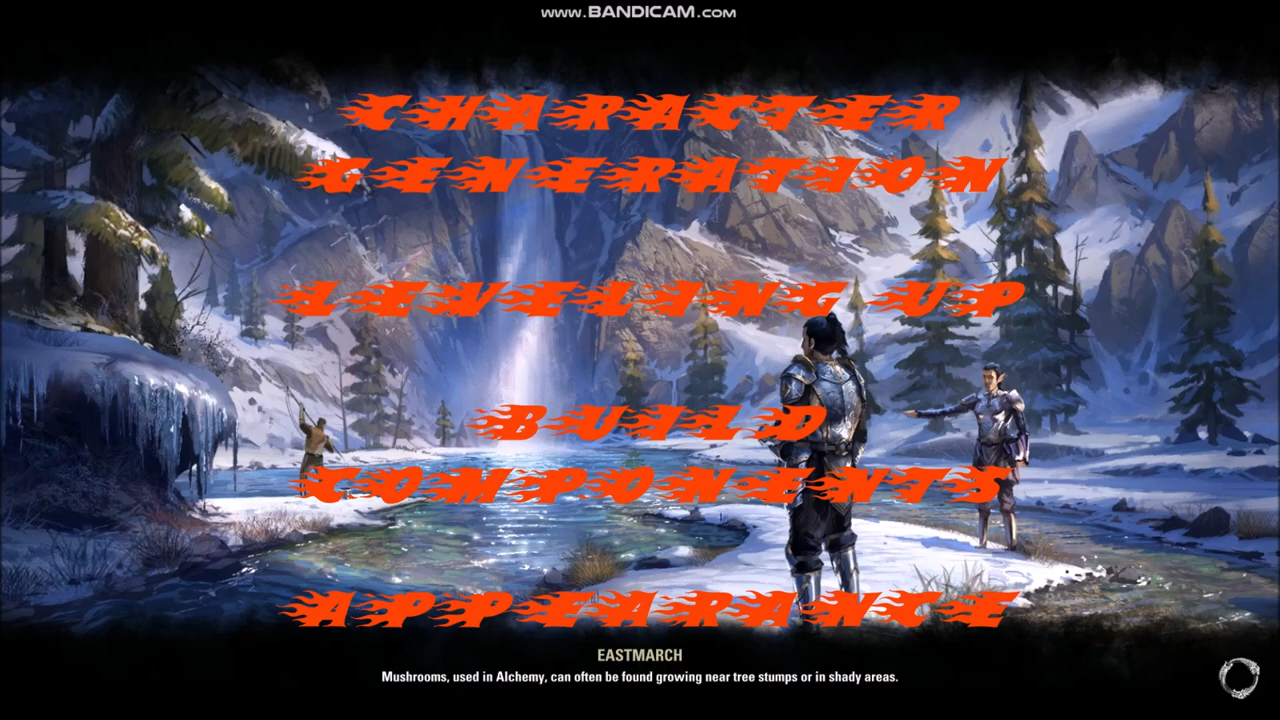 www.BANDICAM.com
CHARACTER
GENERATION
LEVELING UP
BUILD
COMPONENTS
APPEARANCE
EASTMARCH
Mushrooms, used in Alchemy, can often be found growing near tree stumps or in shady areas.